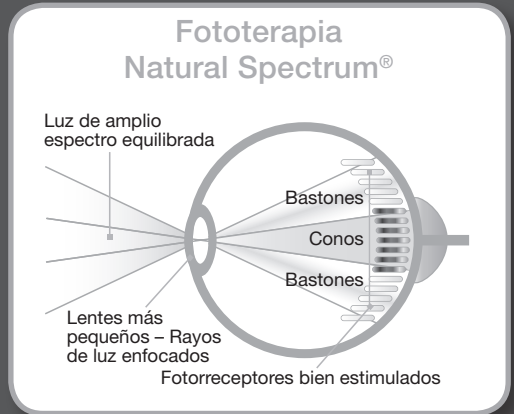 Fototerapia
Natural Spectrum®
Luz de amplio
espectro equilibrada
Bastones
Conos
Bastones
Lentes más
pequeños – Rayos
de luz enfocados
Fotorreceptores bien estimulados